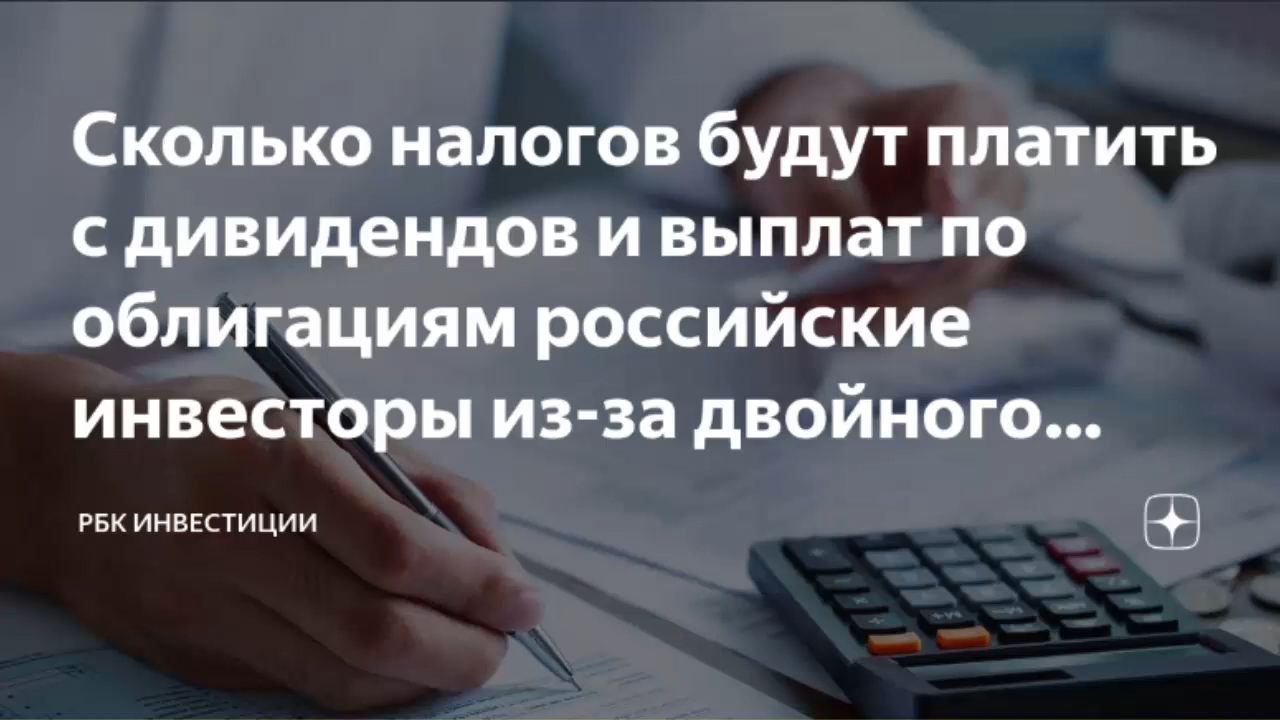 Сколько налогов будут платить
с дивидендов и выплат по
облигациям российские
инвесторы из-за двойного...
РБК ИНВЕСТИЦИИ